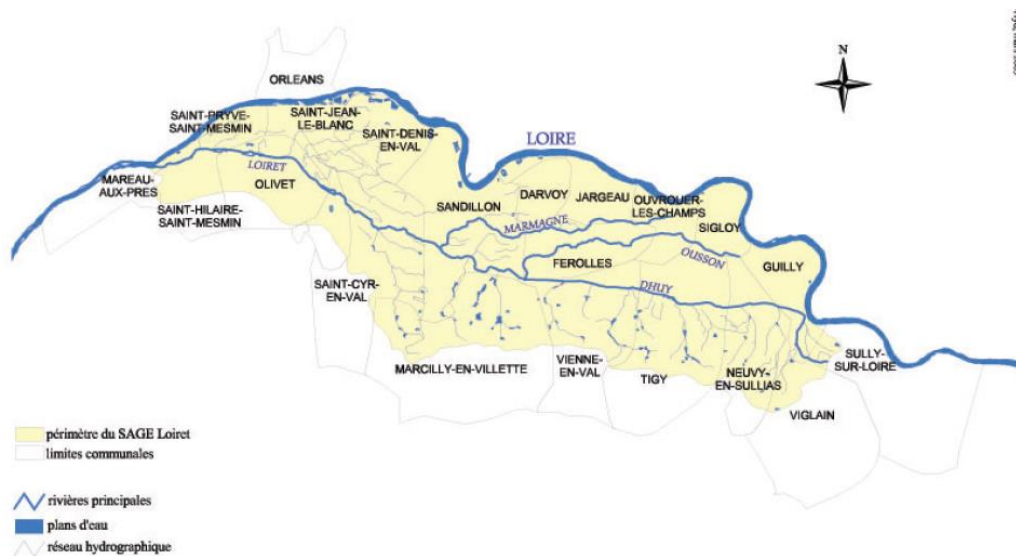 N
ORLEANS
SAINT-PRYVE-
SAINT-MESMIN
SAINT-JEAN-
LE-BLANC
SAINT-DENIS-
EN-VAL
LOIRE
LOIRET
MAREAU-
AUX-PRES
OLIVET
SAINT-HILAIRE-
SAINT-MESMIN
SANDILLON
DARVOY
JARGEAU
OUVROUER-
LES-CHAMPS
MARMAGNE
SIGLOY
OUSSON
FEROLLES
GUILLY
DHUY
SAINT-CYR-
EN-VAL
MARCILLY-EN-VILLETTE
VIENNE-
EN-VAL
TIGY
NEUVY-
EN-SULLIAS
SULLY-
SUR-LOIRE
VIGLAIN
périmètre du SAGE Loiret
limites communales
rivières principales
plans d'eau
réseau hydrographique